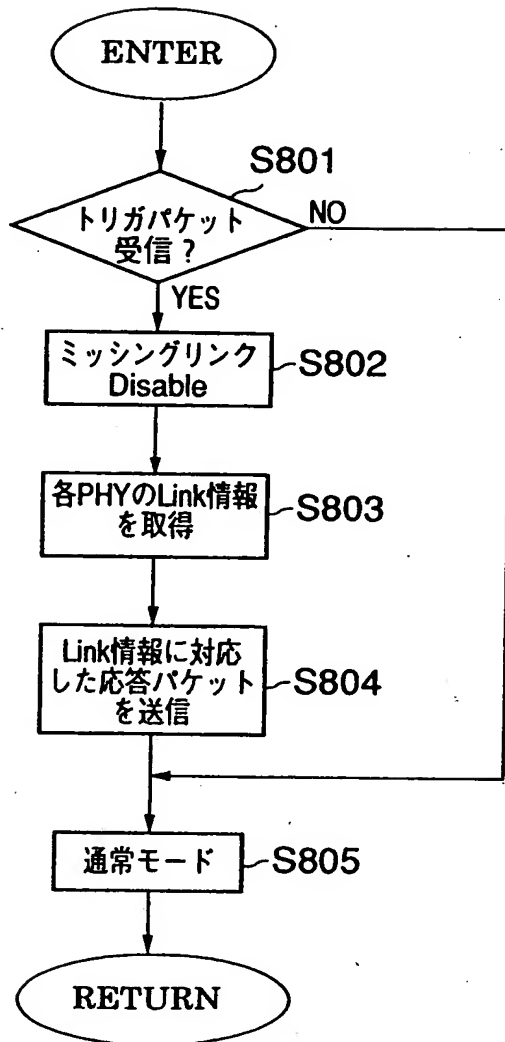 ENTER
S801
トリガパケット
受信?
NO
YES
ミッシングリンク
Disable
S802
各PHYのLink情報
を取得
S803
Link情報に対応
した応答パケット
を送信
S804
通常モード
S805
RETURN